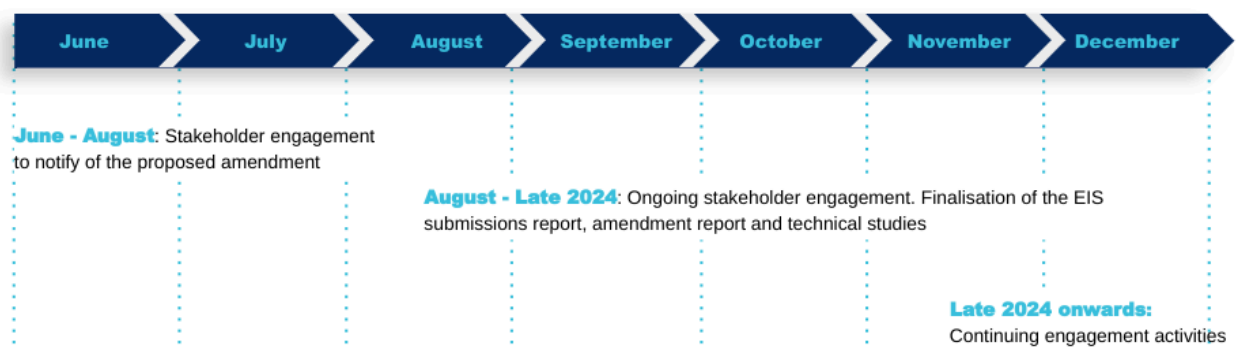 June July August September October November December
June - August: Stakeholder engagement
to notify of the proposed amendment
August - Late 2024: Ongoing stakeholder engagement. Finalisation of the EIS
submissions report, amendment report and technical studies
Late 2024 onwards:
Continuing engagement activities